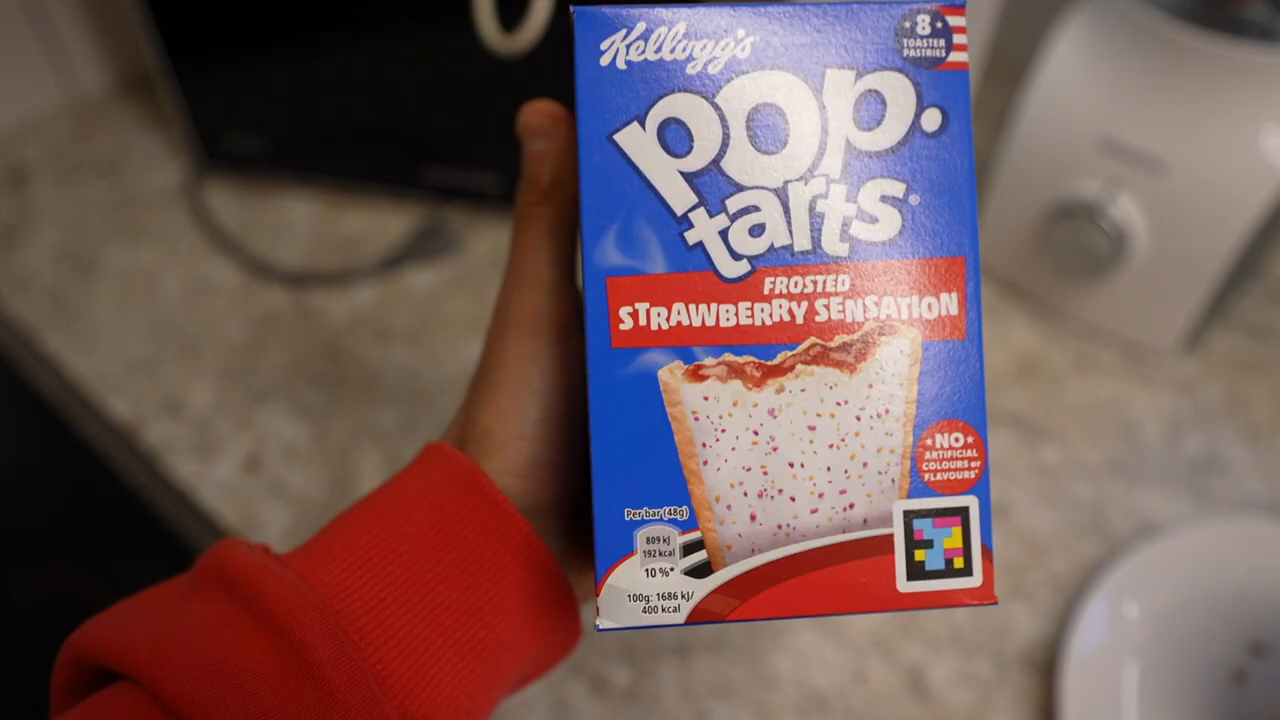 Kellogg's
8
TOASTER
PASTRIES
pop.
tarts®
FROSTED
STRAWBERRY SENSATION
NO
ARTIFICIAL
COLOURS or
FLAVOURS*
Per bar (48g)
809 kJ
192 kcal
10 %*
100g: 1686 kJ/
400 kcal